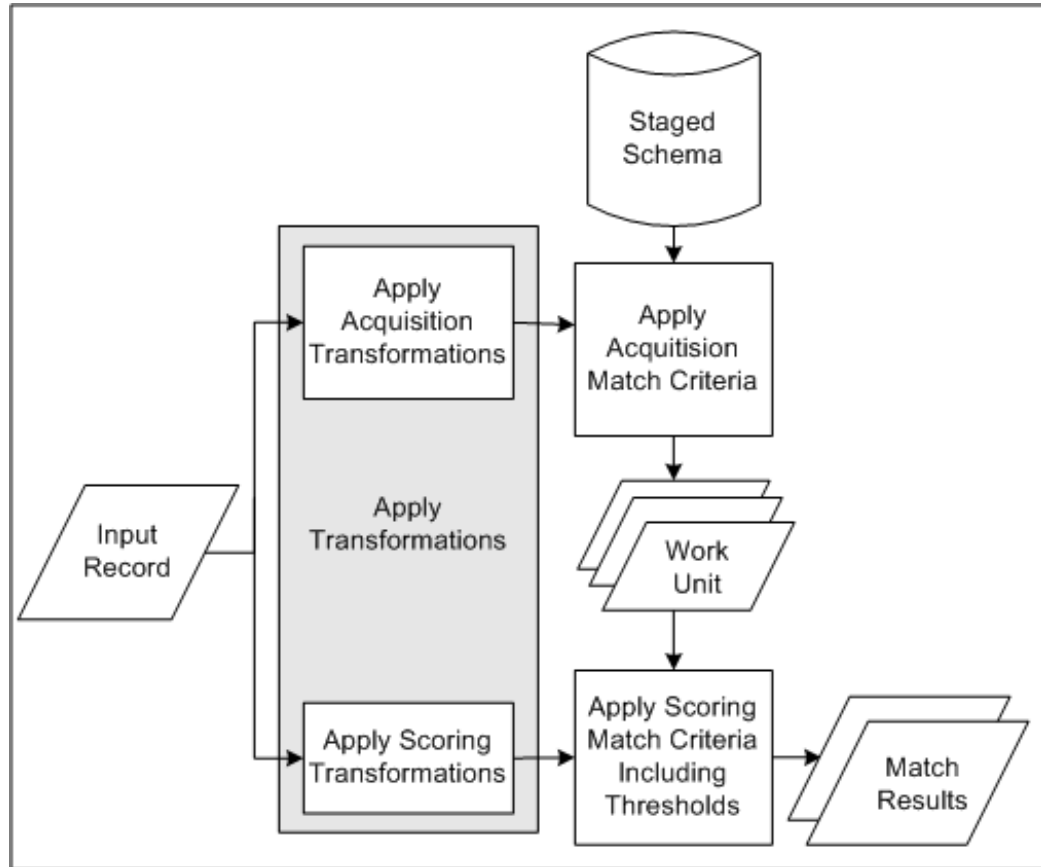 Staged
Schema
Apply
Acquisition
Transformations
Apply
Acquitision
Match Criteria
Input
Record
Apply
Transformations
Work
Unit
Apply Scoring
Transformations
Apply Scoring
Match Criteria
Including
Thresholds
Match
Results